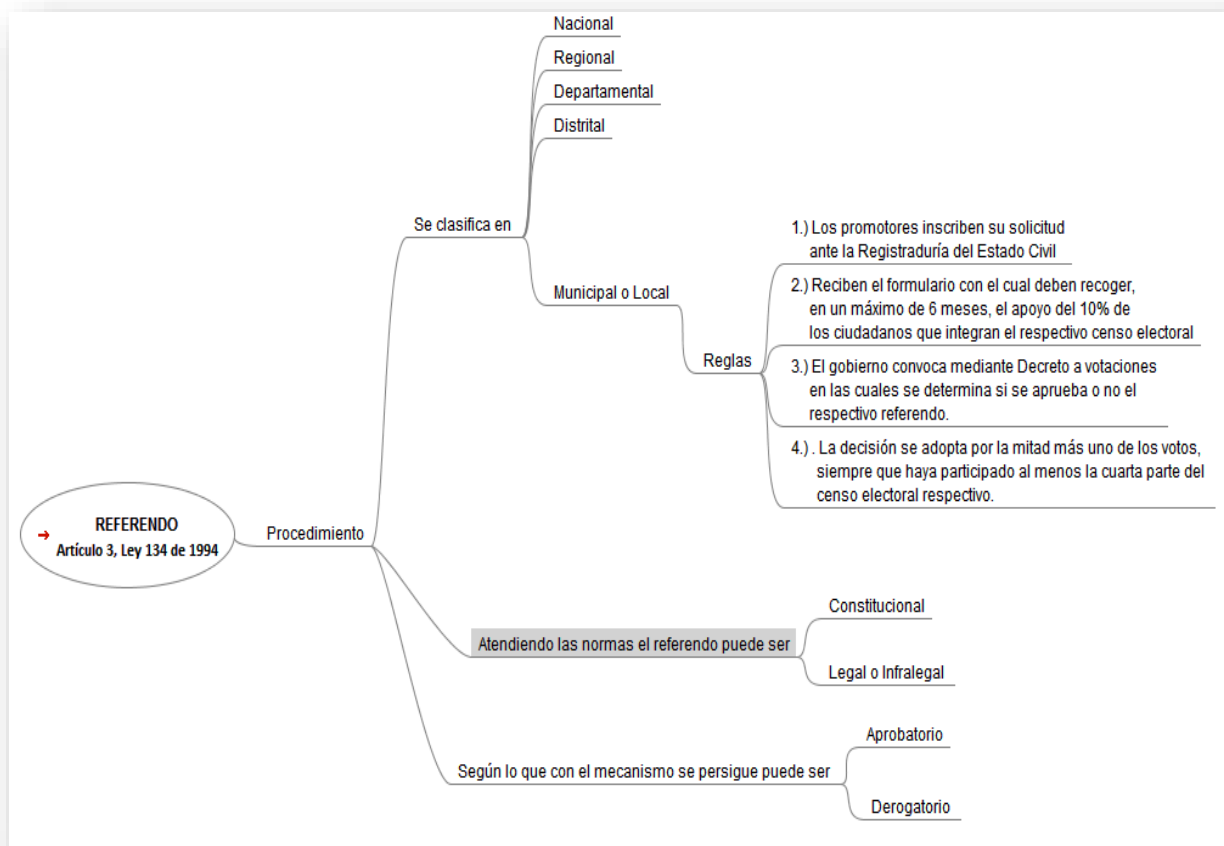 REFERENDO
Artículo 3, Ley 134 de 1994
Procedimiento
Se clasifica en
Nacional
Regional
Departamental
Distrital
Municipal o Local
Reglas
1.) Los promotores inscriben su solicitud
ante la Registraduría del Estado Civil
2.) Reciben el formulario con el cual deben recoger,
en un máximo de 6 meses, el apoyo del 10% de
los ciudadanos que integran el respectivo censo electoral
3.) El gobierno convoca mediante Decreto a votaciones
en las cuales se determina si se aprueba o no el
respectivo referendo.
4.) . La decisión se adopta por la mitad más uno de los votos,
siempre que haya participado al menos la cuarta parte del
censo electoral respectivo.
Atendiendo las normas el referendo puede ser
Constitucional
Legal o Infralegal
Según lo que con el mecanismo se persigue puede ser
Aprobatorio
Derogatorio